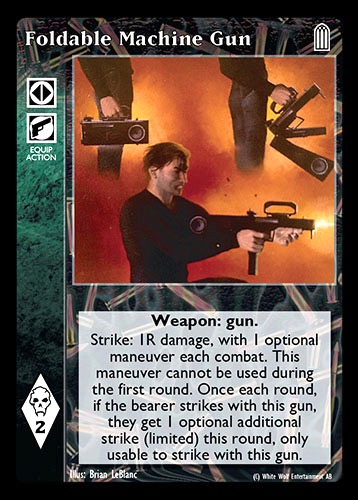 Foldable Machine Gun
EQUIP
ACTION
Weapon: gun.
Strike: 1R damage, with 1 optional
maneuver each combat. This
maneuver cannot be used during
the first round. Once each round,
if the bearer strikes with this gun,
they get 1 optional additional
strike (limited) this round, only
usable to strike with this gun.
2
Illus: Brian LeBlanc
(C) White Wolf Entertainment AB